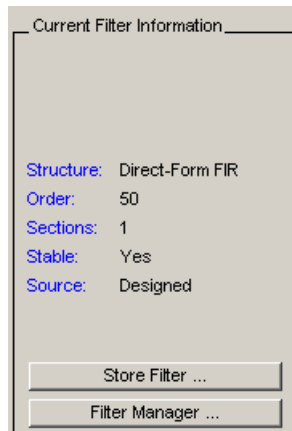 Current Filter Information
Structure: Direct-Form FIR
Order: 50
Sections: 1
Stable: Yes
Source: Designed
Store Filter ...
Filter Manager ...